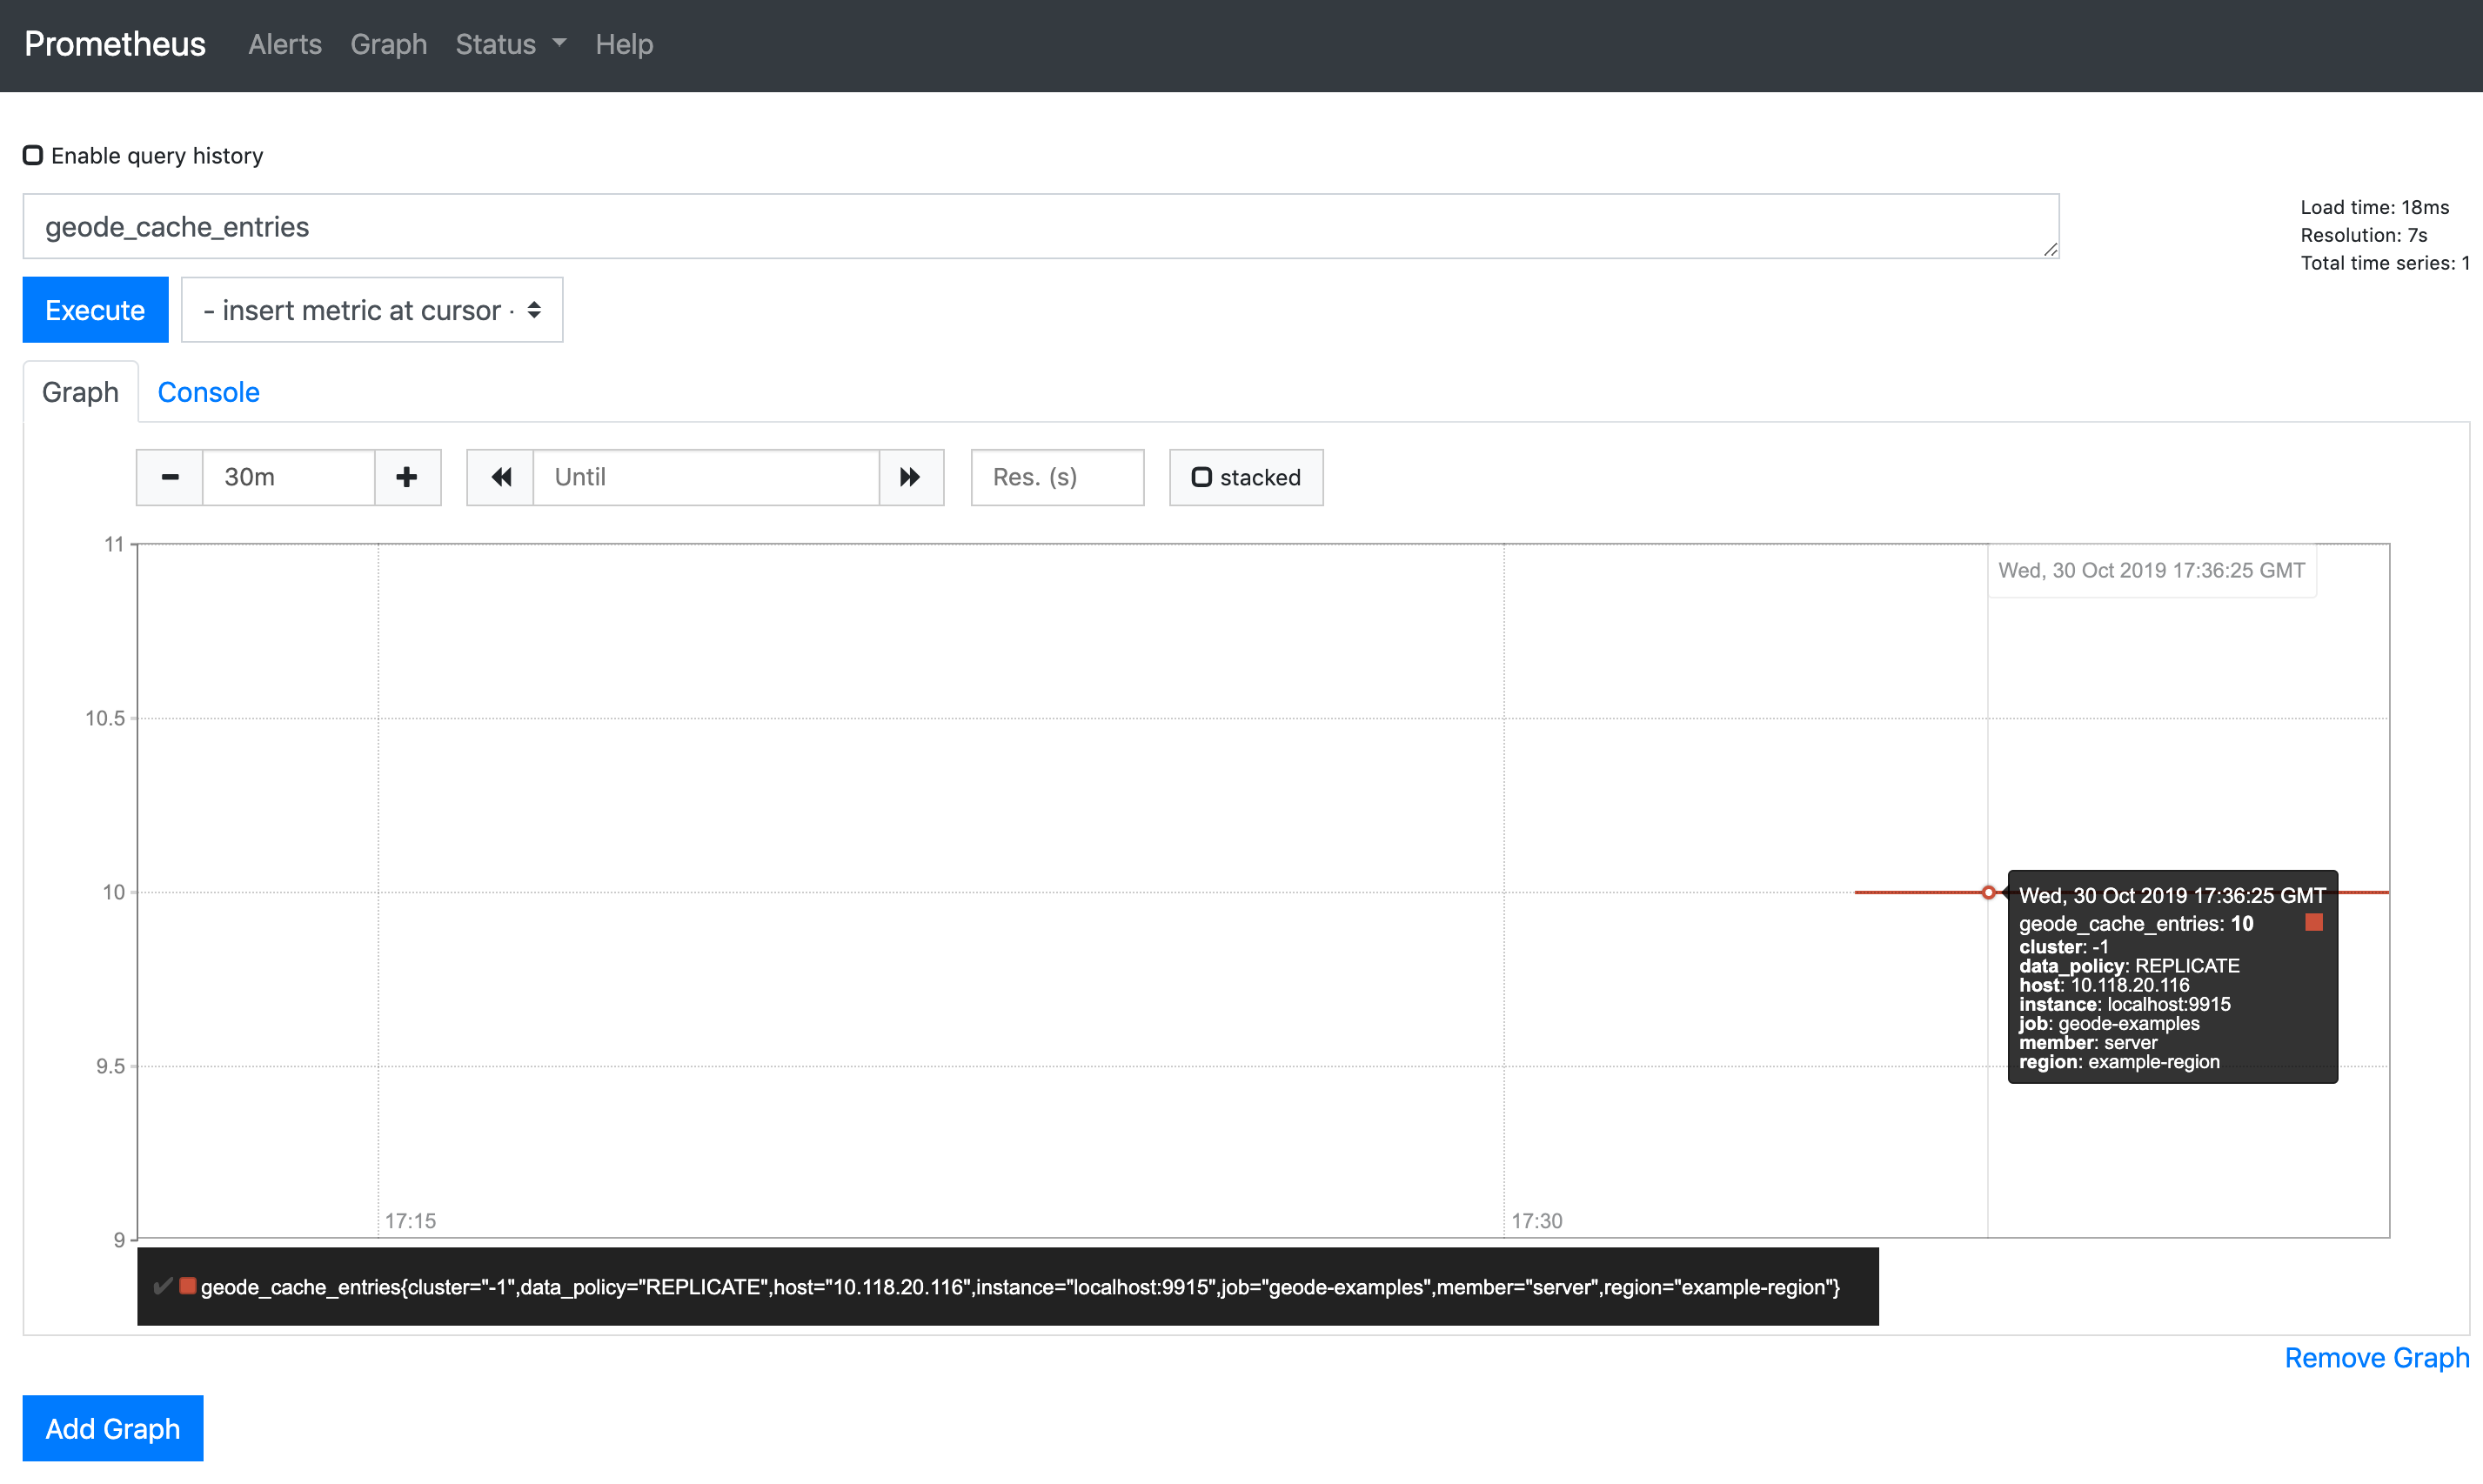 Prometheus Alerts Graph Status Help
Enable query history
geode_cache_entries
Load time: 18ms
Resolution: 7s
Total time series: 1
Execute - insert metric at cursor -
Graph Console
30m Until Res. (s) stacked
11
Wed, 30 Oct 2019 17:36:25 GMT
10.5
10
Wed, 30 Oct 2019 17:36:25 GMT
geode_cache_entries: 10
cluster: -1
data_policy: REPLICATE
host: 10.118.20.116
instance: localhost:9915
job: geode-examples
member: server
region: example-region
9.5
17:15 17:30
9
geode_cache_entries{cluster="-1",data_policy="REPLICATE",host="10.118.20.116",instance="localhost:9915",job="geode-examples",member="server",region="example-region"}
Remove Graph
Add Graph